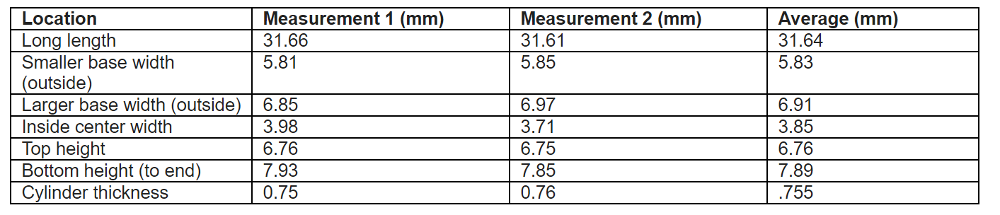 Location Measurement 1 (mm) Measurement 2 (mm) Average (mm)
Long length 31.66 31.61 31.64
Smaller base width 5.81 5.85 5.83
(outside)
Larger base width (outside) 6.85 6.97 6.91
Inside center width 3.98 3.71 3.85
Top height 6.76 6.75 6.76
Bottom height (to end) 7.93 7.85 7.89
Cylinder thickness 0.75 0.76 .755